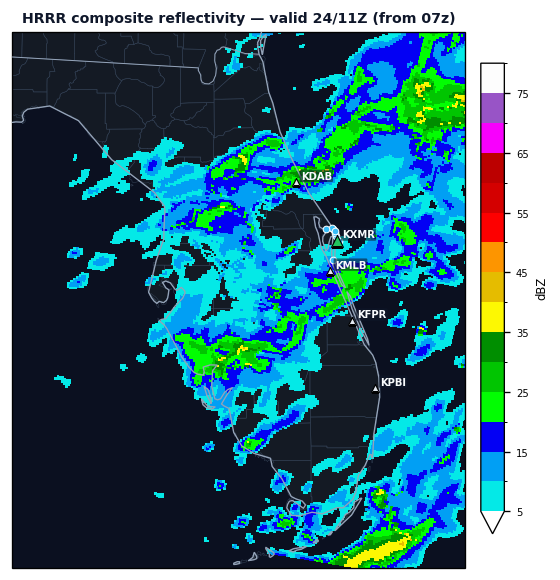 HRRR composite reflectivity — valid 24/11Z (from 07z)
KDAB
KXMR
KMLB
KFPR
KPBI
75
65
55
45
35
25
15
5
dBZ